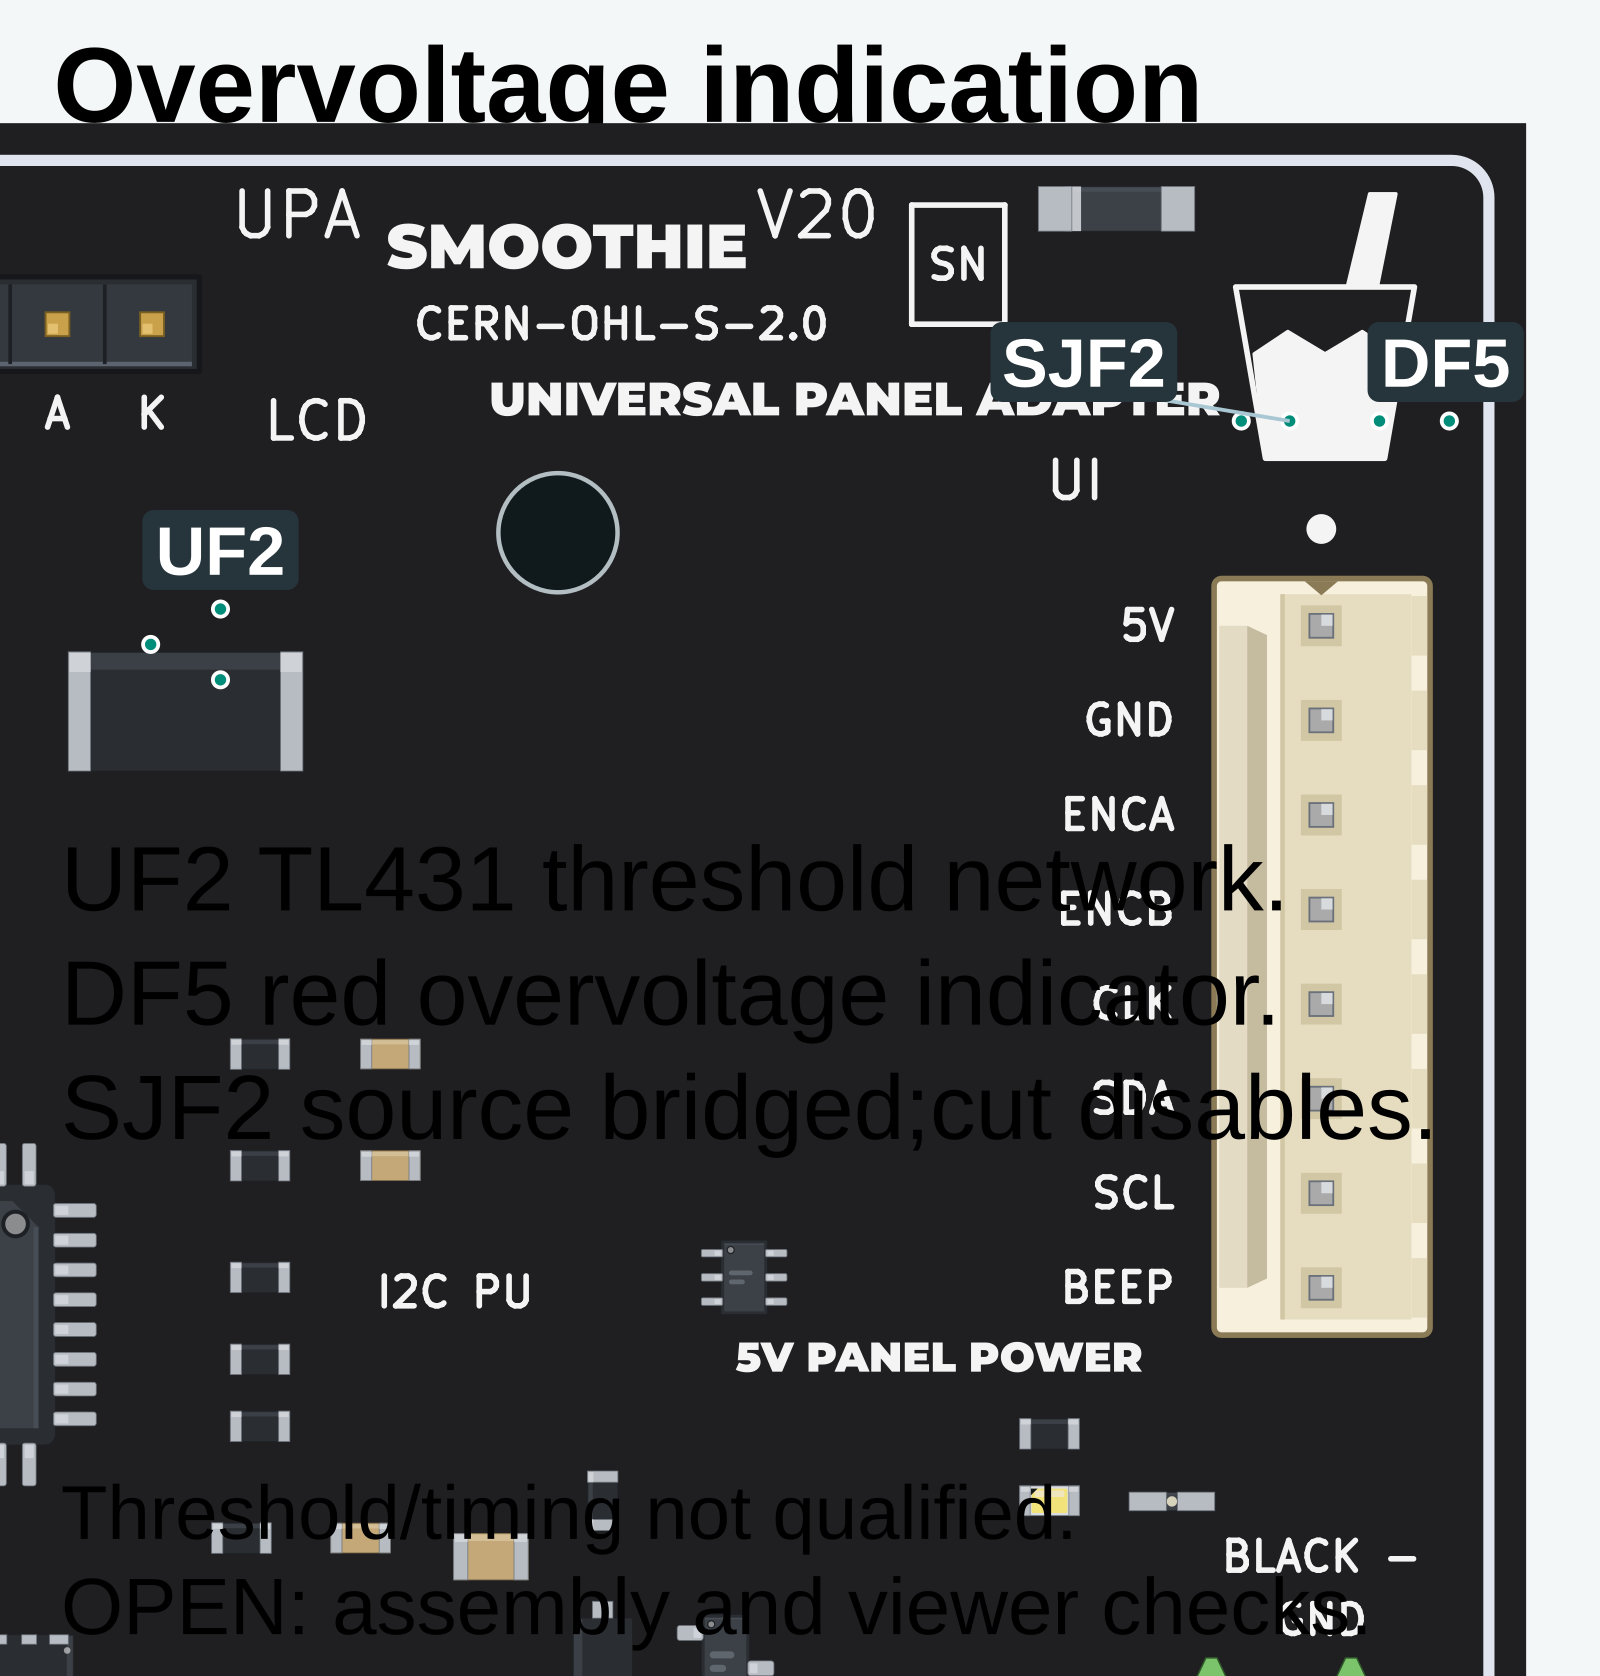 Overvoltage indication
UPA SMOOTHIE V20
SN
CERN-OHL-S-2.0
SJF2
DF5
UNIVERSAL PANEL ADAPTER
A K LCD
UI
UF2
5V
GND
ENCA
UF2 TL431 threshold network.
ENCB
DF5 red overvoltage indicator.
CLK
SJF2 source bridged;cut disables.
SDA
SCL
I2C PU
BEEP
5V PANEL POWER
Threshold/timing not qualified.
BLACK -
OPEN: assembly and viewer checks.
GND